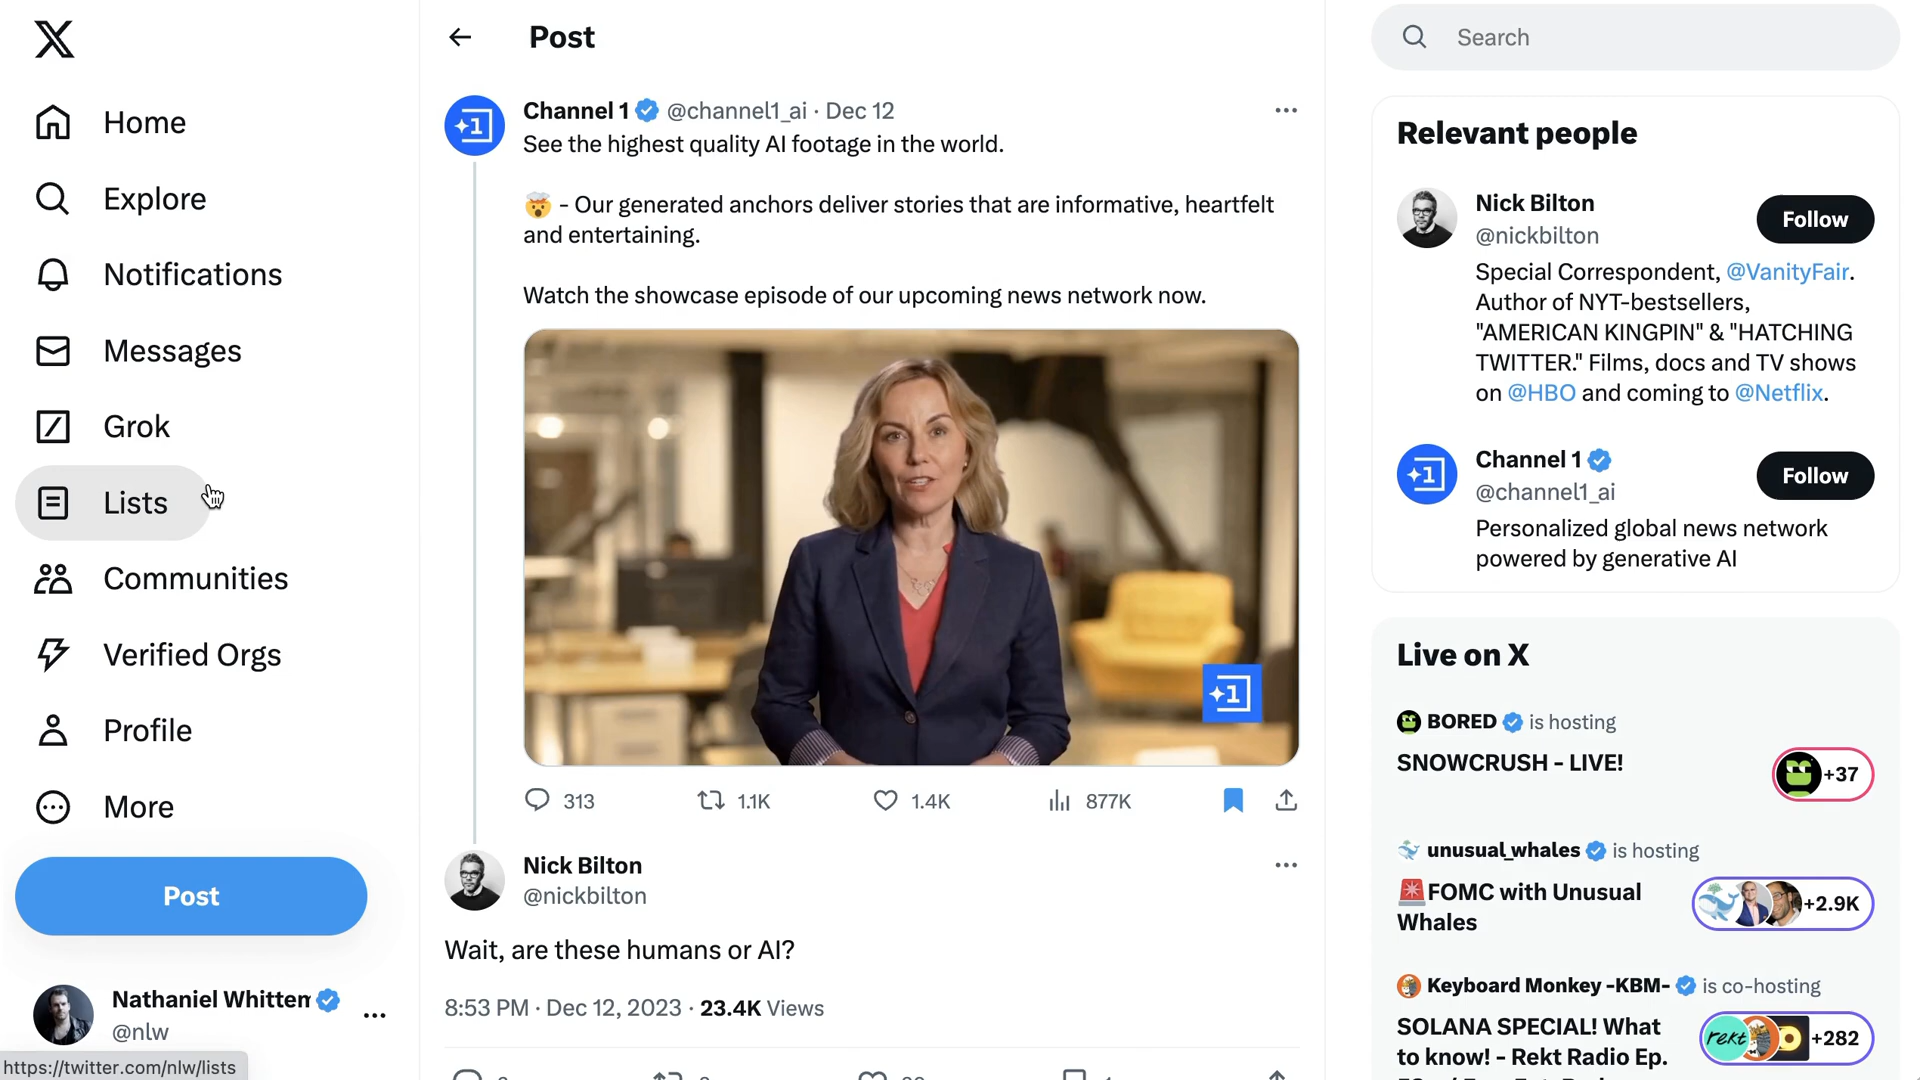 Home
Explore
Notifications
Messages
Grok
Lists
Communities
Verified Orgs
Profile
More
Post
Nathaniel Whittem
@nlw
https://twitter.com/nlw/lists
Post
Channel 1 @channel1_ai · Dec 12
See the highest quality AI footage in the world.
🤯 - Our generated anchors deliver stories that are informative, heartfelt
and entertaining.
Watch the showcase episode of our upcoming news network now.
1
313 1.1K 1.4K 877K
Nick Bilton
@nickbilton
Wait, are these humans or AI?
8:53 PM · Dec 12, 2023 · 23.4K Views
Search
Relevant people
Nick Bilton
@nickbilton
Follow
Special Correspondent, @VanityFair.
Author of NYT-bestsellers,
"AMERICAN KINGPIN" & "HATCHING
TWITTER." Films, docs and TV shows
on @HBO and coming to @Netflix.
Channel 1
@channel1_ai
Follow
Personalized global news network
powered by generative AI
Live on X
BORED is hosting
SNOWCRUSH - LIVE!
+37
unusual_whales is hosting
🚨FOMC with Unusual
Whales
+2.9K
Keyboard Monkey -KBM- is co-hosting
SOLANA SPECIAL! What
to know! - Rekt Radio Ep.
rekt
+282